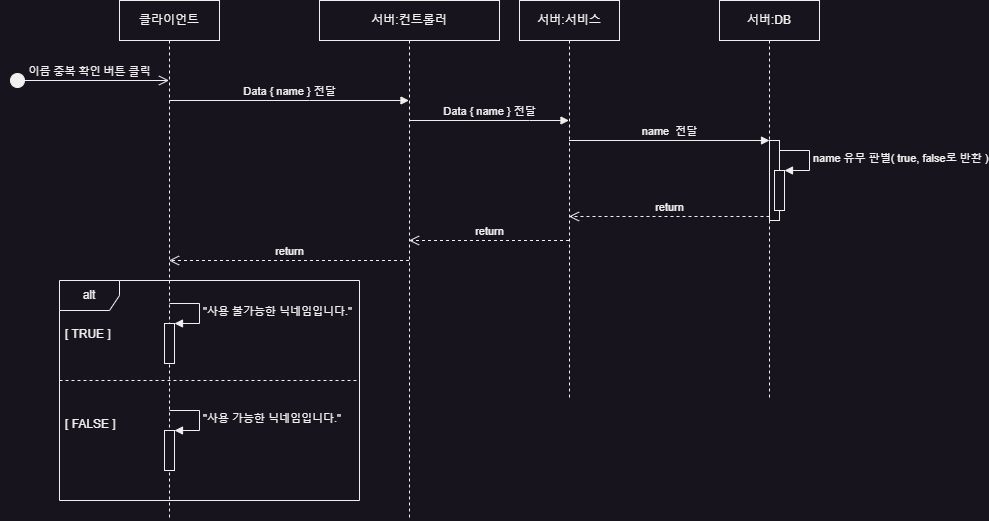 클라이언트
서버:컨트롤러
서버:서비스
서버:DB
이름 중복 확인 버튼 클릭
Data { name } 전달
Data { name } 전달
name 전달
name 유무 판별( true, false로 반환 )
return
return
return
alt
"사용 불가능한 닉네임입니다."
[ TRUE ]
"사용 가능한 닉네임입니다."
[ FALSE ]